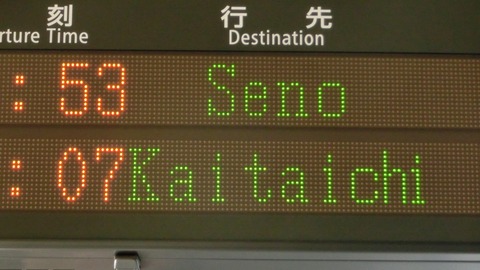 刻 行先
rture Time Destination
:53 Seno
:07 Kaitaichi